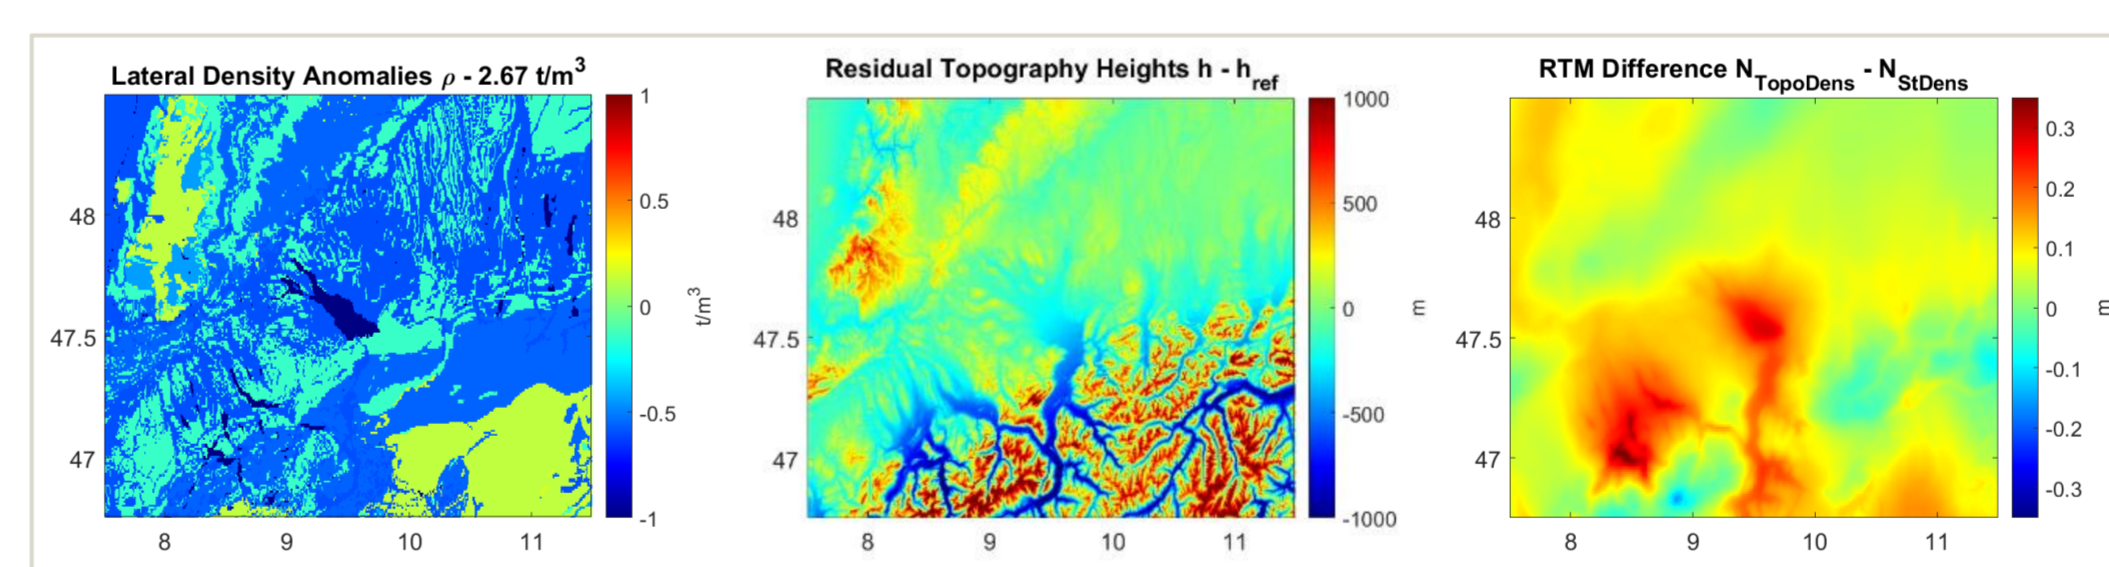 Lateral Density Anomalies ρ - 2.67 t/m³
48
47.5
47
8 9 10 11
1
0.5
0
-0.5
-1
t/m³
Residual Topography Heights h - h_ref
48
47.5
47
8 9 10 11
1000
500
0
-500
-1000
m
RTM Difference N_TopoDens - N_StDens
48
47.5
47
8 9 10 11
0.3
0.2
0.1
0
-0.1
-0.2
-0.3
m